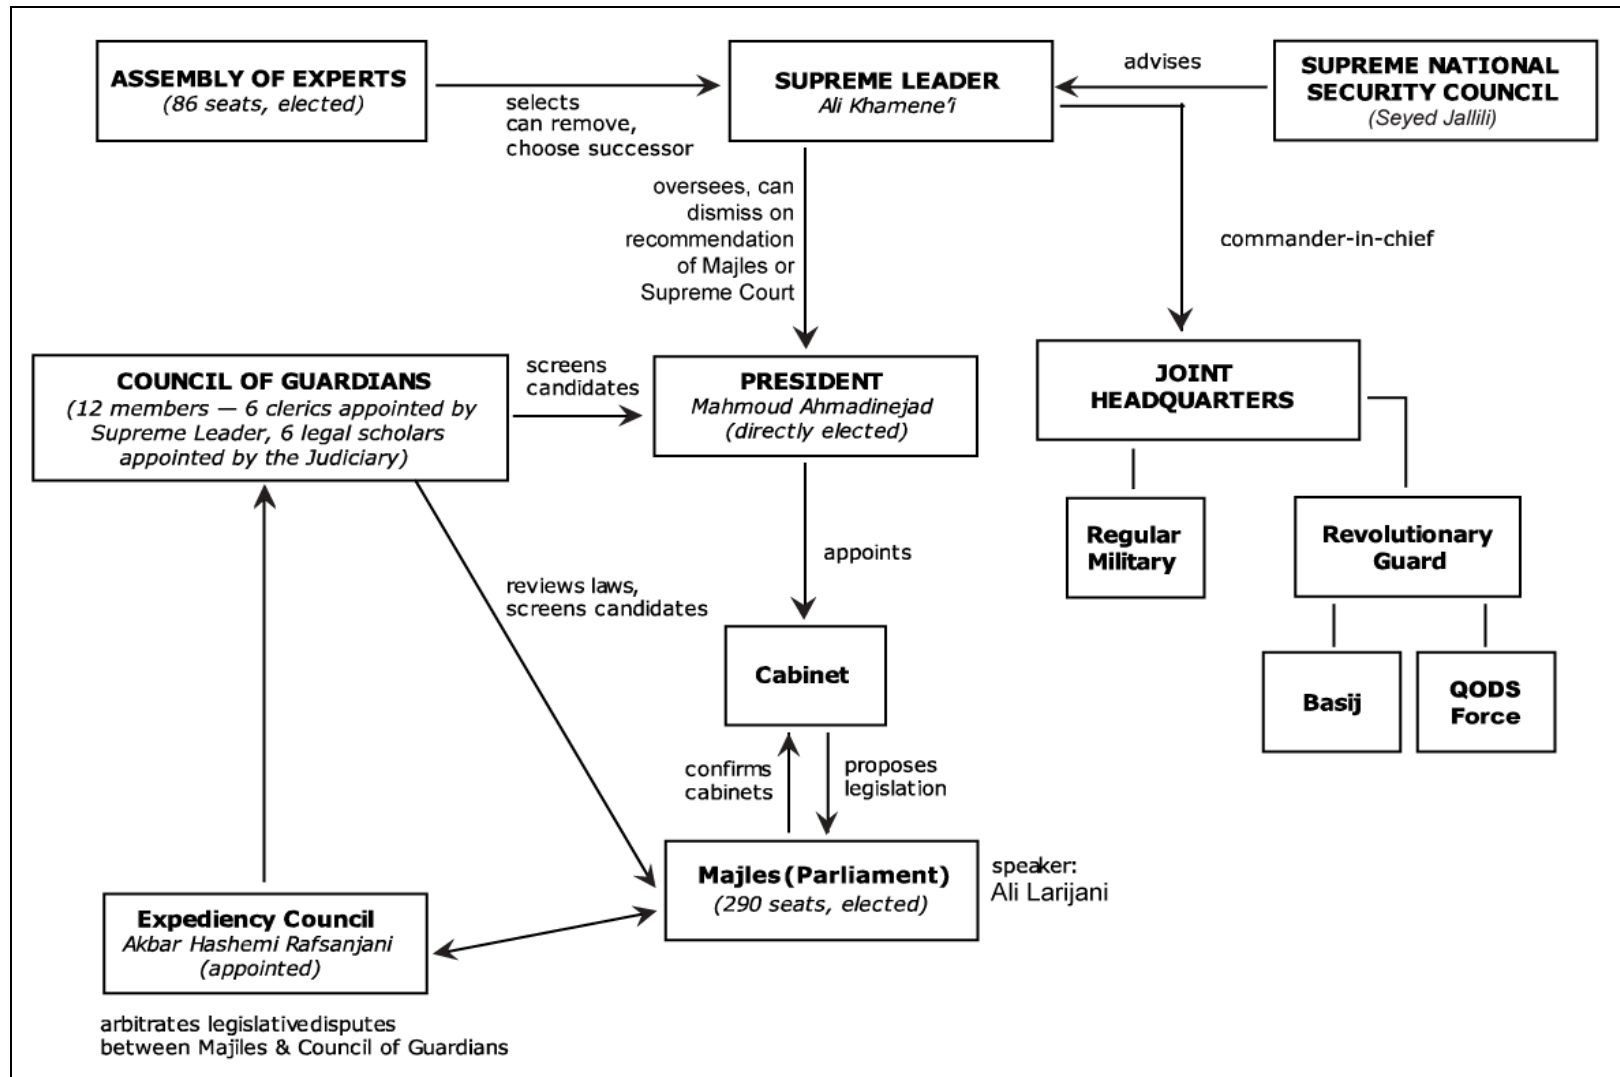 ASSEMBLY OF EXPERTS
(86 seats, elected)
selects
can remove,
choose successor
SUPREME LEADER
Ali Khamene’i
advises
SUPREME NATIONAL
SECURITY COUNCIL
(Seyed Jallili)
oversees, can
dismiss on
recommendation
of Majles or
Supreme Court
commander-in-chief
COUNCIL OF GUARDIANS
(12 members — 6 clerics appointed by
Supreme Leader, 6 legal scholars
appointed by the Judiciary)
screens
candidates
PRESIDENT
Mahmoud Ahmadinejad
(directly elected)
JOINT
HEADQUARTERS
Regular
Military
Revolutionary
Guard
appoints
reviews laws,
screens candidates
Cabinet
Basij
QODS
Force
confirms
cabinets
proposes
legislation
Majles (Parliament)
(290 seats, elected)
speaker:
Ali Larijani
Expediency Council
Akbar Hashemi Rafsanjani
(appointed)
arbitrates legislativedisputes
between Majiles & Council of Guardians